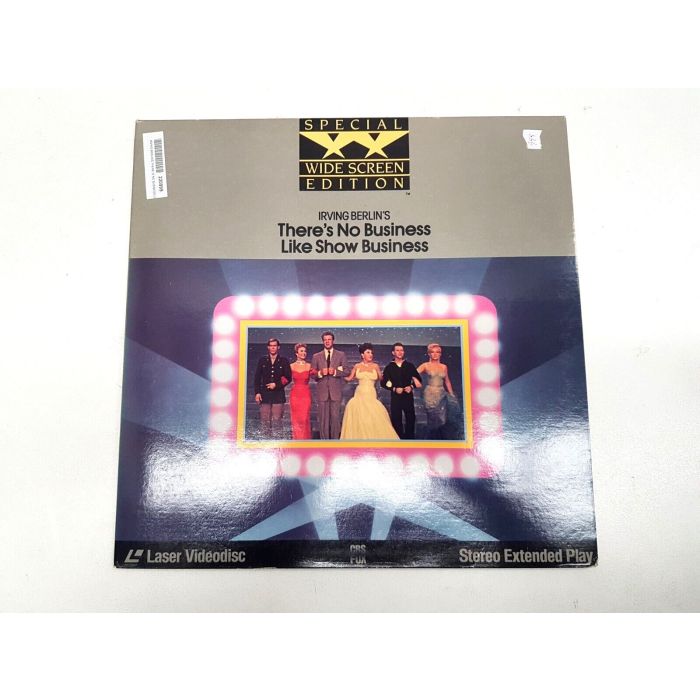 SPECIAL
WIDE SCREEN
EDITION
TM
IRVING BERLIN'S
There's No Business
Like Show Business
Laser Videodisc
CBS
FOX
Stereo Extended Play